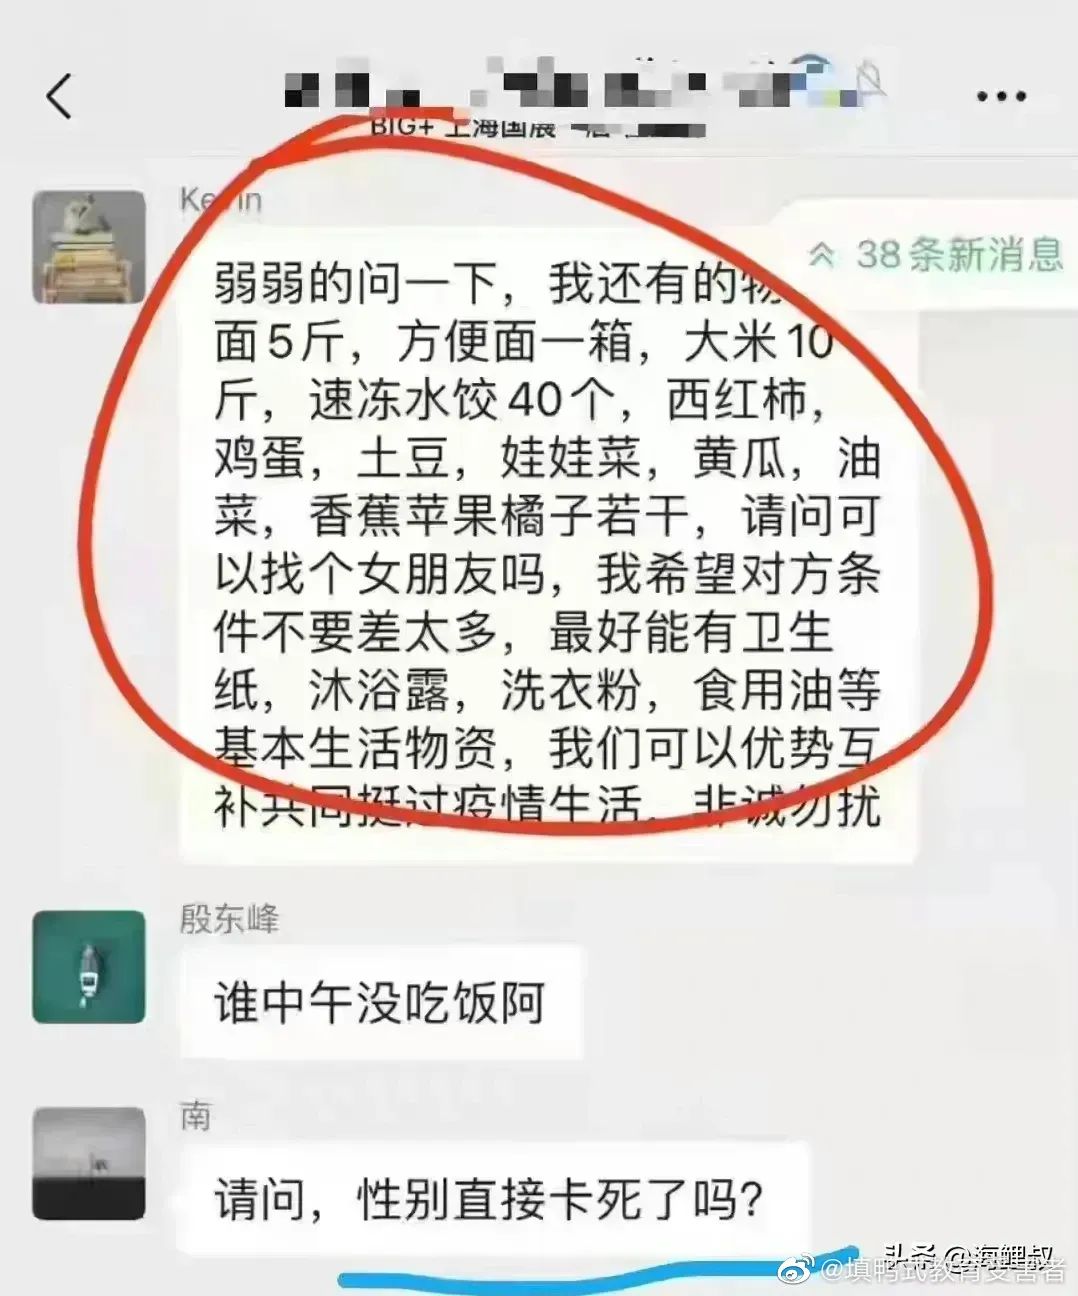 BIG+ 上海国展
Kevin
38条新消息
弱弱的问一下，我还有的物
面5斤，方便面一箱，大米10
斤，速冻水饺40个，西红柿，
鸡蛋，土豆，娃娃菜，黄瓜，油
菜，香蕉苹果橘子若干，请问可
以找个女朋友吗，我希望对方条
件不要差太多，最好能有卫生
纸，沐浴露，洗衣粉，食用油等
基本生活物资，我们可以优势互
补共同挺过疫情生活。非诚勿扰
殷东峰
谁中午没吃饭阿
南
请问，性别直接卡死了吗？
头条 @海鲤叔
@填鸭式教育受害者